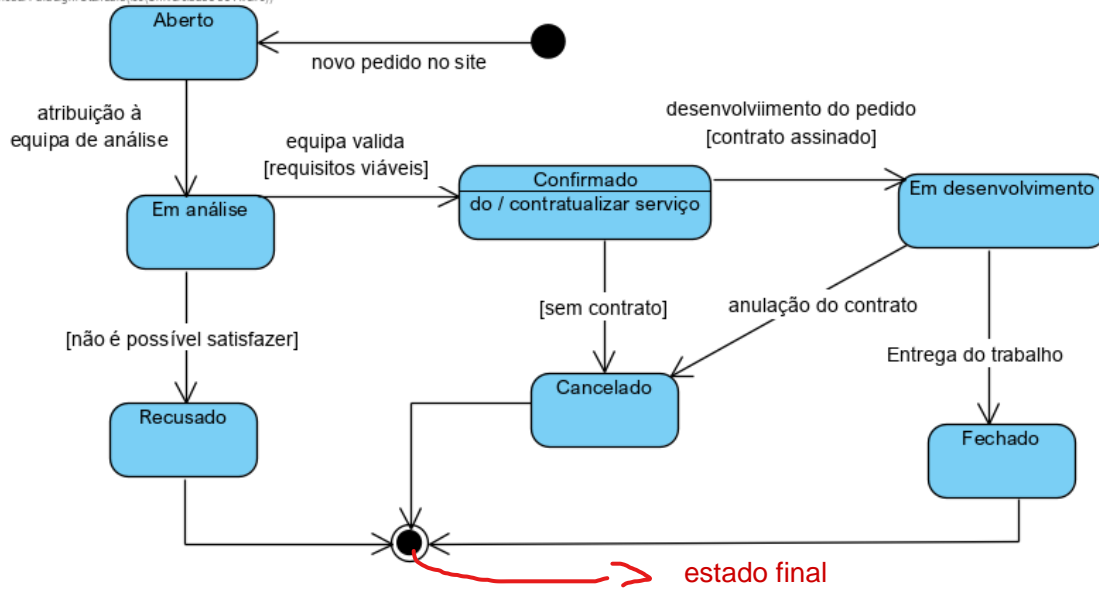 Aberto
novo pedido no site
atribuição à
equipa de análise
desenvolviimento do pedido
[contrato assinado]
equipa valida
[requisitos viáveis]
Confirmado
do / contratualizar serviço
Em desenvolvimento
Em análise
[sem contrato]
anulação do contrato
[não é possível satisfazer]
Entrega do trabalho
Cancelado
Recusado
Fechado
estado final